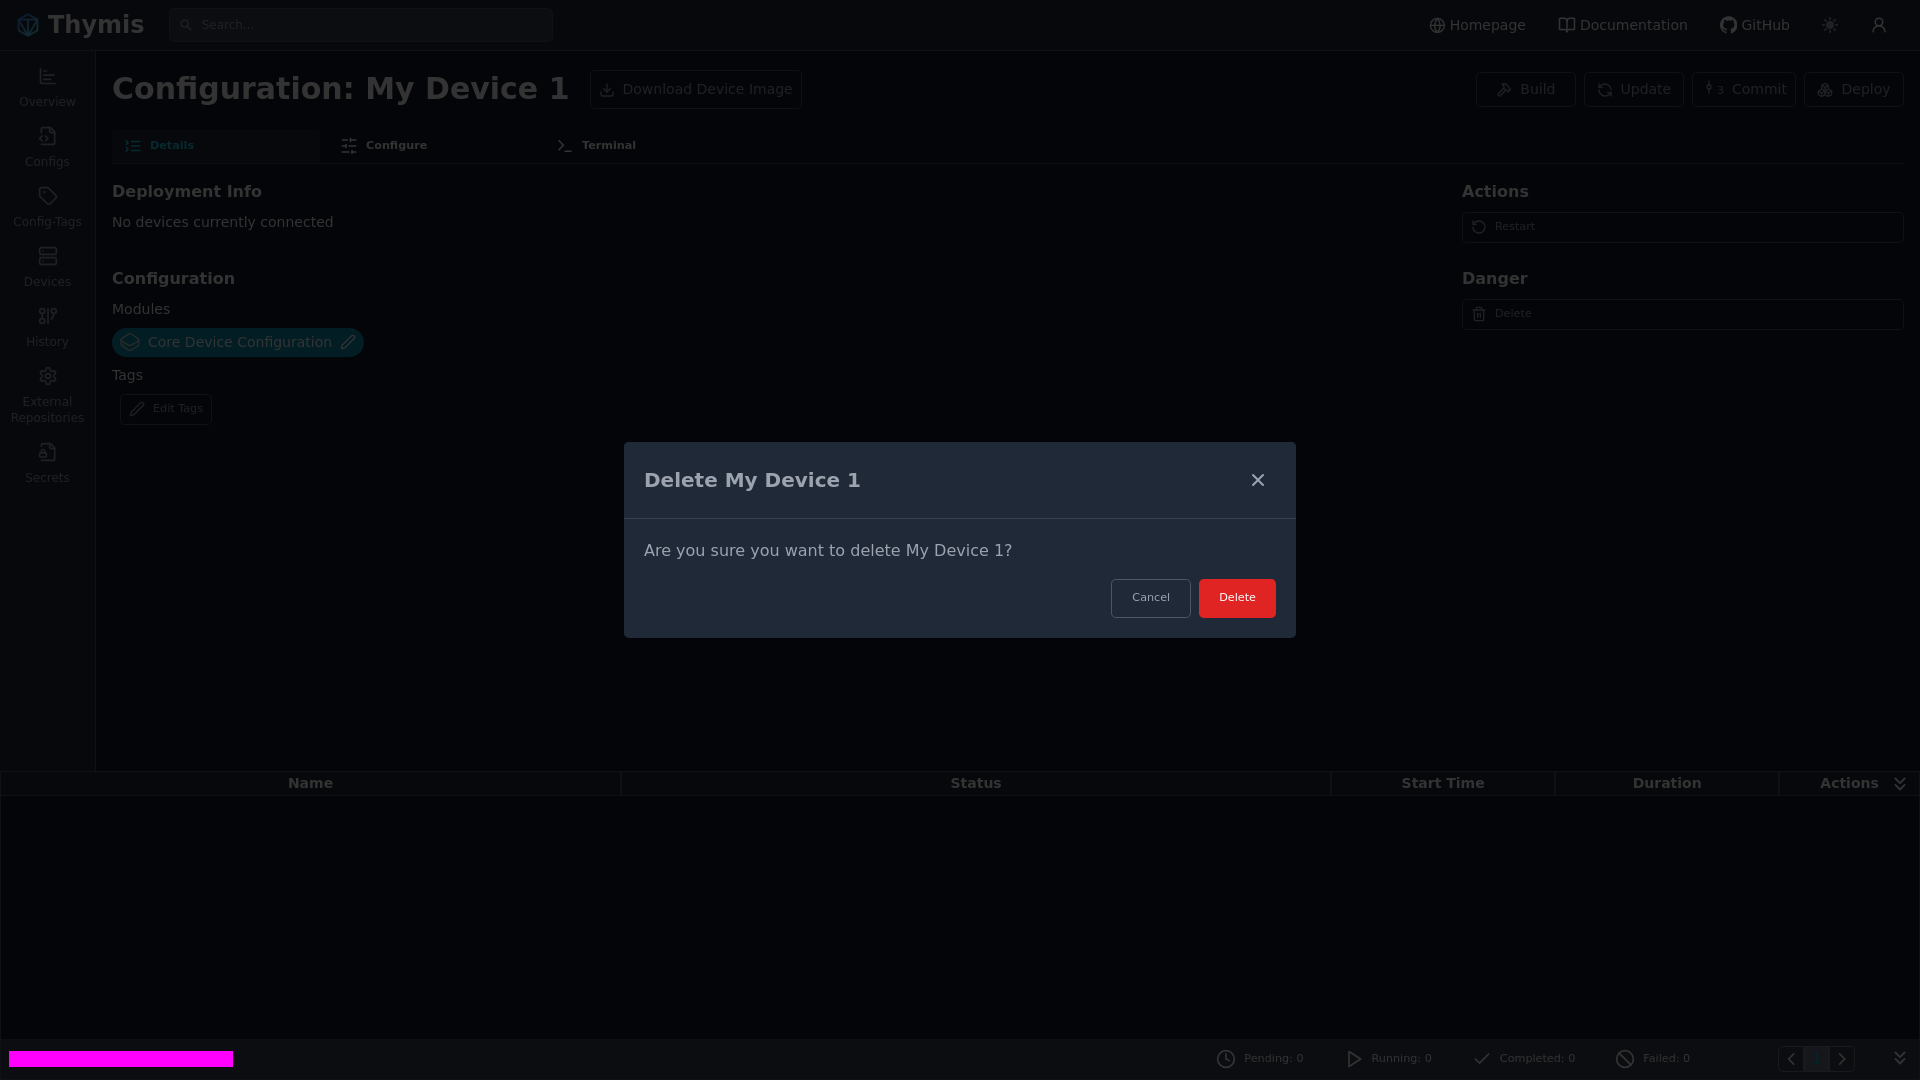 Thymis
Search...
Homepage
Documentation
GitHub
Overview
Configs
Config-Tags
Devices
History
External
Repositories
Secrets
Configuration: My Device 1
Download Device Image
Build
Update
3 Commit
Deploy
Details
Configure
Terminal
Deployment Info
No devices currently connected
Configuration
Modules
Core Device Configuration
Tags
Edit Tags
Actions
Restart
Danger
Delete
Delete My Device 1
Are you sure you want to delete My Device 1?
Cancel
Delete
Name
Status
Start Time
Duration
Actions
Pending: 0
Running: 0
Completed: 0
Failed: 0